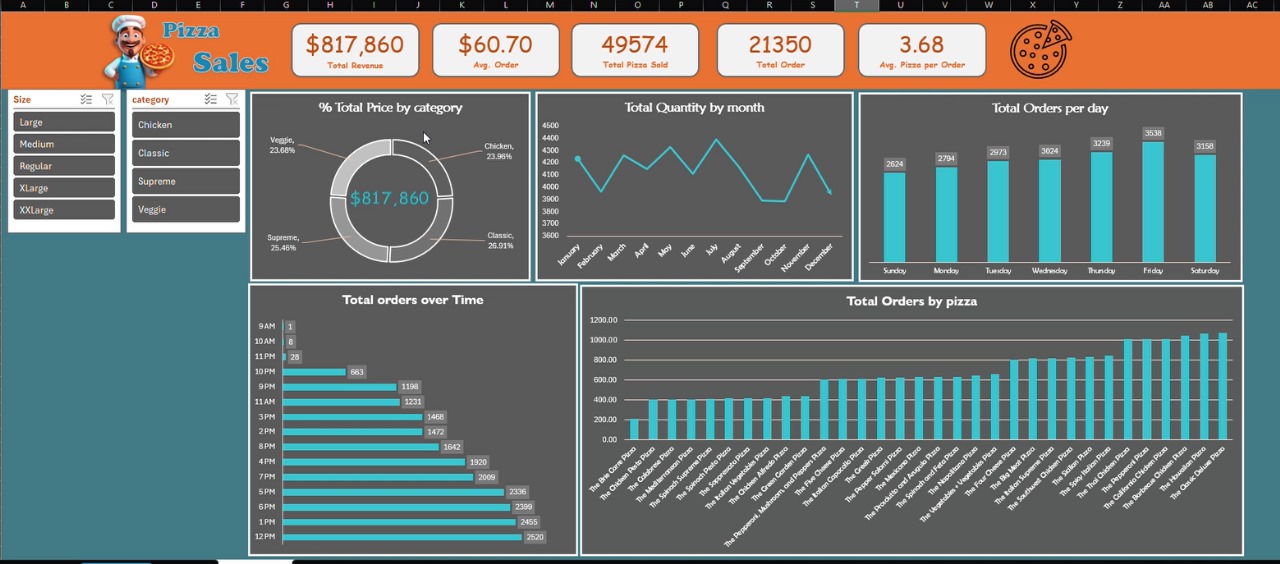 A B C D E F G H I J K L M N O P Q R S T U V W X Y Z AA AB AC
Pizza
Sales
$817,860
Total Revenue
$60.70
Avg. Order
49574
Total Pizza Sold
21350
Total Order
3.68
Avg. Pizza per Order
Size
Large
Medium
Regular
XLarge
XXLarge
category
Chicken
Classic
Supreme
Veggie
% Total Price by category
Veggie,
23.68%
Chicken,
23.96%
$817,860
Supreme,
25.46%
Classic,
26.91%
Total Quantity by month
4500
4400
4300
4200
4100
4000
3900
3800
3700
3600
January
February
March
April
May
June
July
August
September
October
November
December
Total Orders per day
2624
2794
2973
3024
3239
3538
3158
Sunday
Monday
Tuesday
Wednesday
Thursday
Friday
Saturday
Total orders over Time
9 AM 1
10 AM 8
11 PM 28
10 PM 663
9 PM 1198
11 AM 1231
3 PM 1468
2 PM 1472
8 PM 1642
4 PM 1920
7 PM 2009
5 PM 2336
6 PM 2399
1 PM 2455
12 PM 2520
Total Orders by pizza
1200.00
1000.00
800.00
600.00
400.00
200.00
0.00
The Brie Carre Pizza
The Chicken Pesto Pizza
The Calabrese Pizza
The Mediterranean Pizza
The Spinach Supreme Pizza
The Spinach Pesto Pizza
The Soppressata Pizza
The Italian Vegetables Pizza
The Chicken Alfredo Pizza
The Green Garden Pizza
The Pepperoni, Mushrooms and Peppers Pizza
The Five Cheese Pizza
The Italian Capocollo Pizza
The Greek Pizza
The Pepper Salami Pizza
The Mexicana Pizza
The Prosciutto and Arugula Pizza
The Spinach and Feta Pizza
The Napolitana Pizza
The Vegetables + Vegetables Pizza
The Four Cheese Pizza
The Big Meat Pizza
The Italian Supreme Pizza
The Southwest Chicken Pizza
The Sicilian Pizza
The Spicy Italian Pizza
The Thai Chicken Pizza
The Pepperoni Pizza
The California Chicken Pizza
The Barbecue Chicken Pizza
The Hawaiian Pizza
The Classic Deluxe Pizza